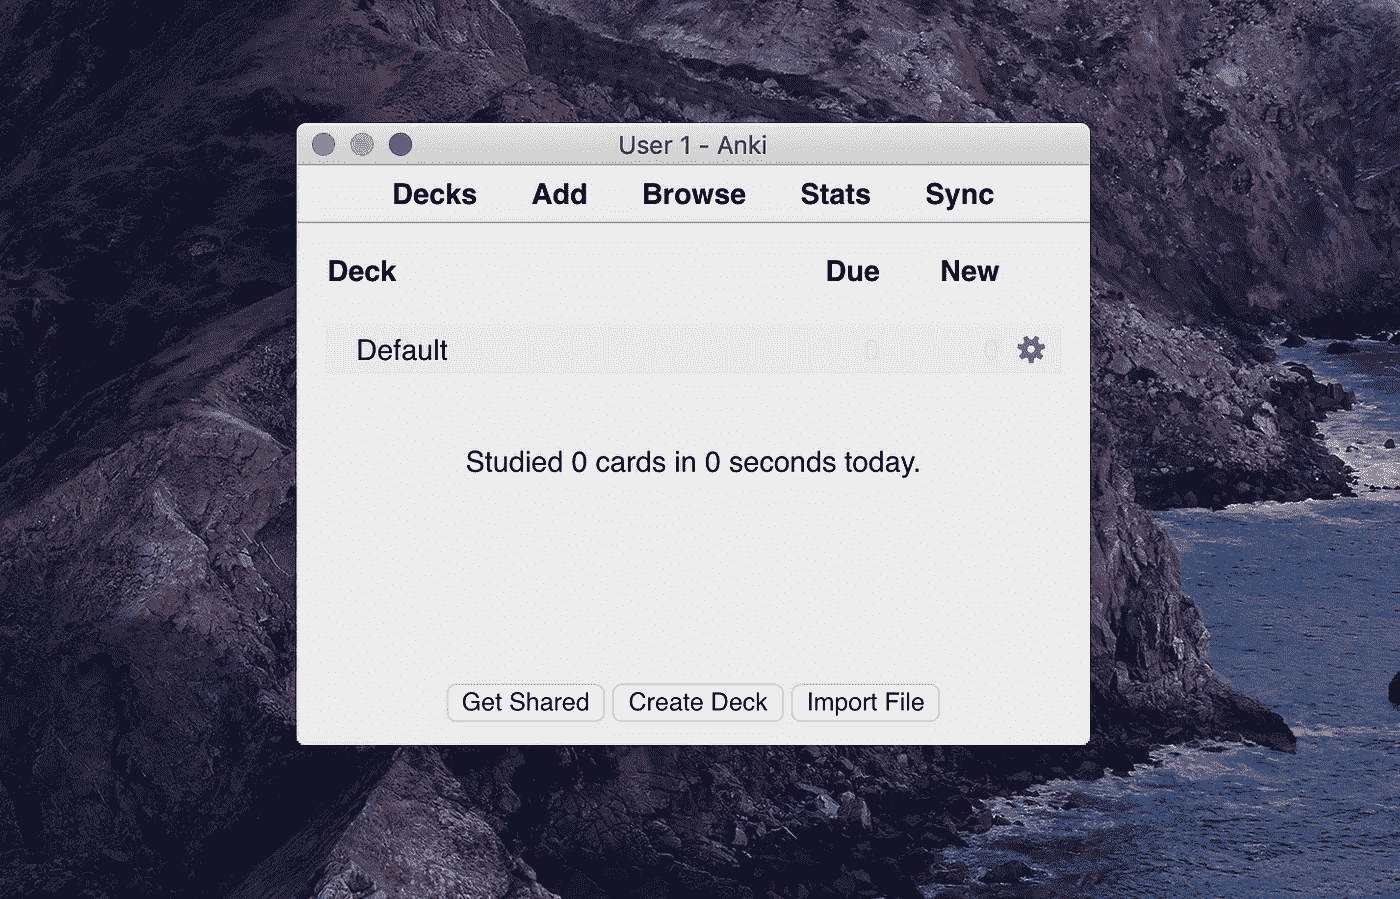 User 1 - Anki
Decks Add Browse Stats Sync
Deck Due New
Default 0 0
Studied 0 cards in 0 seconds today.
Get Shared Create Deck Import File